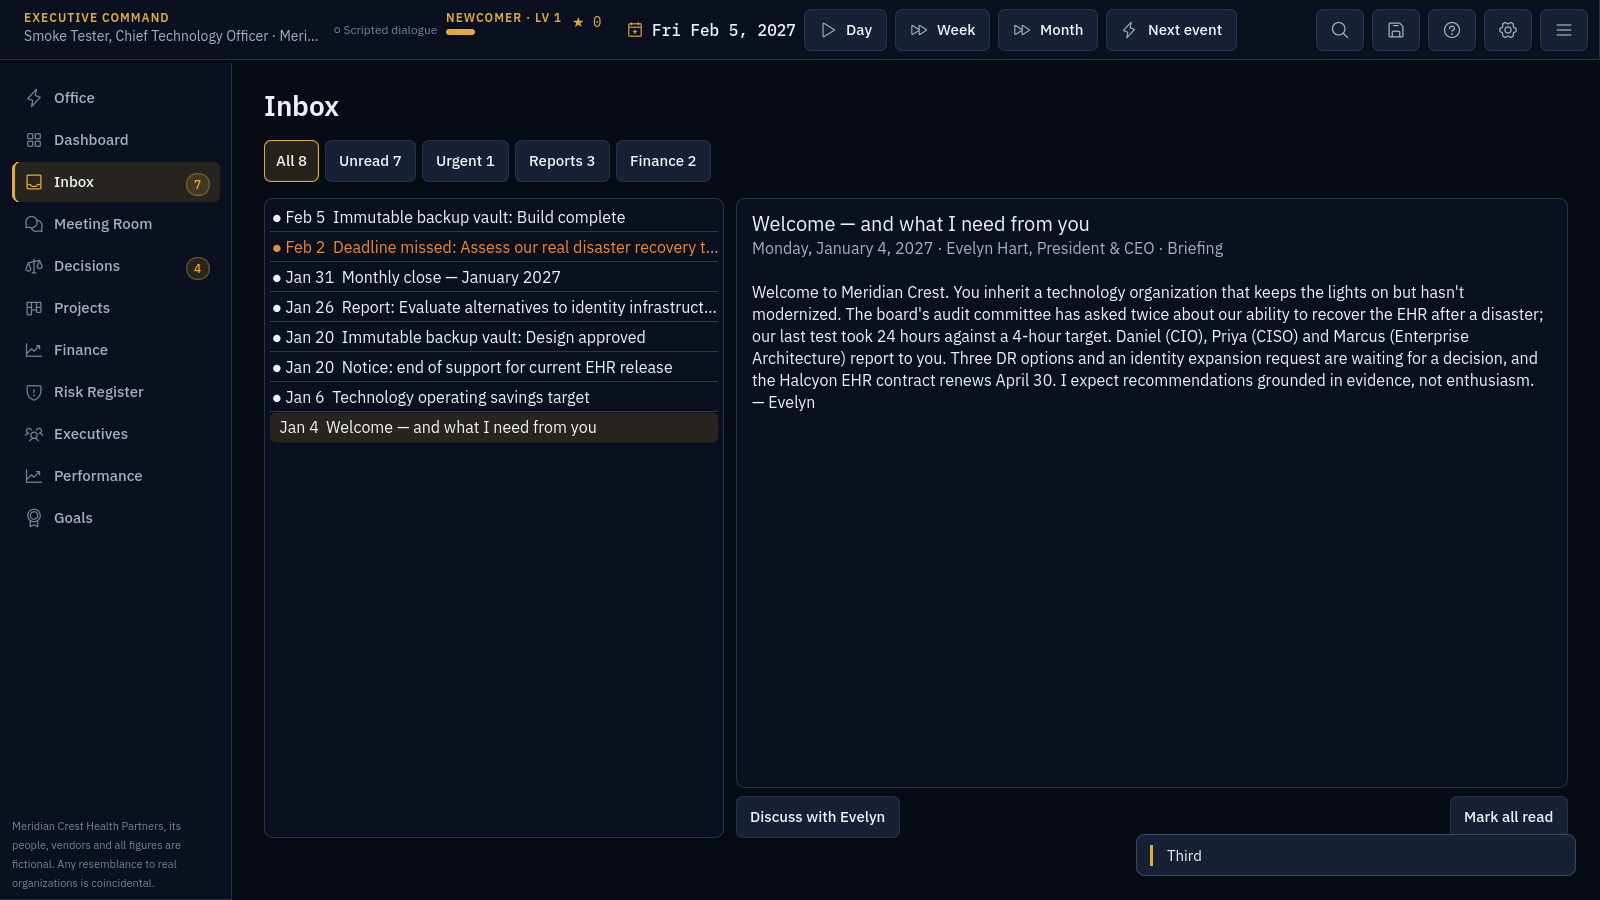 EXECUTIVE COMMAND
Smoke Tester, Chief Technology Officer · Meri...
Scripted dialogue
NEWCOMER · LV 1
★ 0
Fri Feb 5, 2027
Day
Week
Month
Next event
Office
Dashboard
Inbox
7
Meeting Room
Decisions
4
Projects
Finance
Risk Register
Executives
Performance
Goals
Meridian Crest Health Partners, its
people, vendors and all figures are
fictional. Any resemblance to real
organizations is coincidental.
Inbox
All 8
Unread 7
Urgent 1
Reports 3
Finance 2
● Feb 5 Immutable backup vault: Build complete
● Feb 2 Deadline missed: Assess our real disaster recovery t...
● Jan 31 Monthly close — January 2027
● Jan 26 Report: Evaluate alternatives to identity infrastruct...
● Jan 20 Immutable backup vault: Design approved
● Jan 20 Notice: end of support for current EHR release
● Jan 6 Technology operating savings target
Jan 4 Welcome — and what I need from you
Welcome — and what I need from you
Monday, January 4, 2027 · Evelyn Hart, President & CEO · Briefing
Welcome to Meridian Crest. You inherit a technology organization that keeps the lights on but hasn't
modernized. The board's audit committee has asked twice about our ability to recover the EHR after a disaster;
our last test took 24 hours against a 4-hour target. Daniel (CIO), Priya (CISO) and Marcus (Enterprise
Architecture) report to you. Three DR options and an identity expansion request are waiting for a decision, and
the Halcyon EHR contract renews April 30. I expect recommendations grounded in evidence, not enthusiasm.
— Evelyn
Discuss with Evelyn
Mark all read
Third